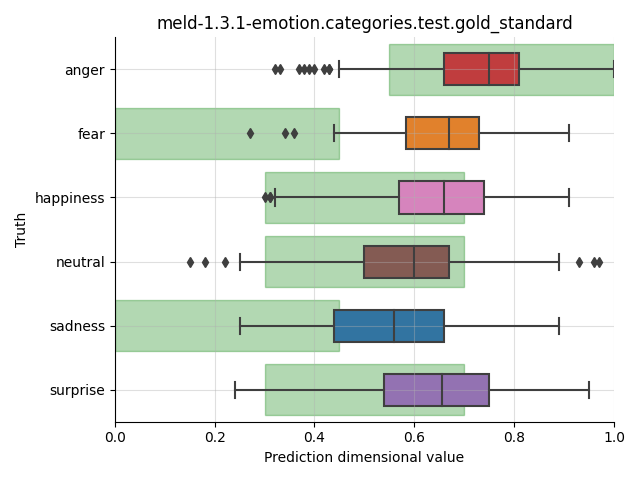 meld-1.3.1-emotion.categories.test.gold_standard
Truth
anger
fear
happiness
neutral
sadness
surprise
0.0 0.2 0.4 0.6 0.8 1.0
Prediction dimensional value